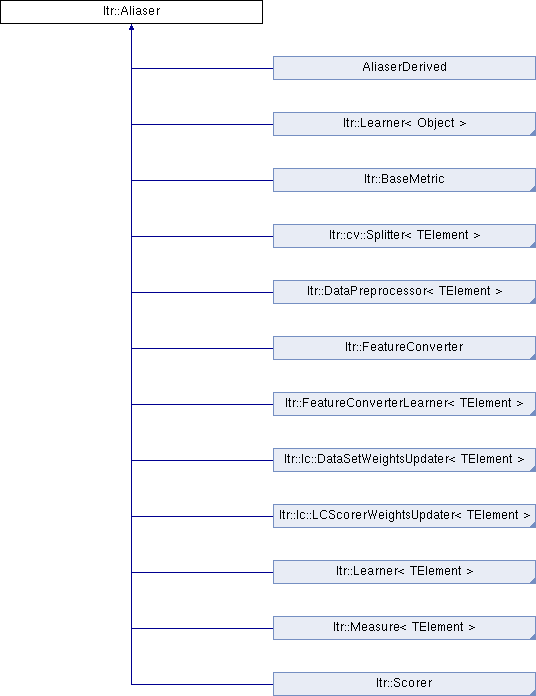 ltr::Aliaser
AliaserDerived
ltr::Learner< Object >
ltr::BaseMetric
ltr::cv::Splitter< TElement >
ltr::DataPreprocessor< TElement >
ltr::FeatureConverter
ltr::FeatureConverterLearner< TElement >
ltr::lc::DataSetWeightsUpdater< TElement >
ltr::lc::LCScorerWeightsUpdater< TElement >
ltr::Learner< TElement >
ltr::Measure< TElement >
ltr::Scorer